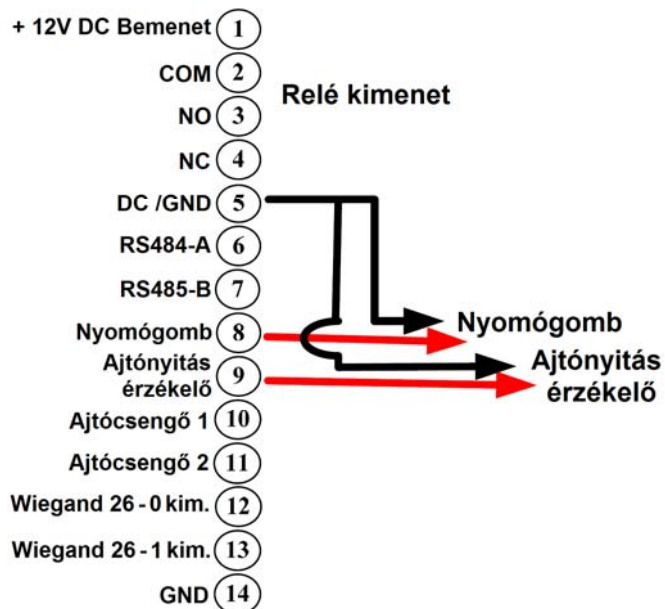 + 12V DC Bemenet 1
COM 2
Relé kimenet
NO 3
NC 4
DC /GND 5
RS484-A 6
RS485-B 7
Nyomógomb 8
Nyomógomb
Ajtónyitás
érzékelő 9
Ajtónyitás
érzékelő
Ajtócsengő 1 10
Ajtócsengő 2 11
Wiegand 26 - 0 kim. 12
Wiegand 26 - 1 kim. 13
GND 14